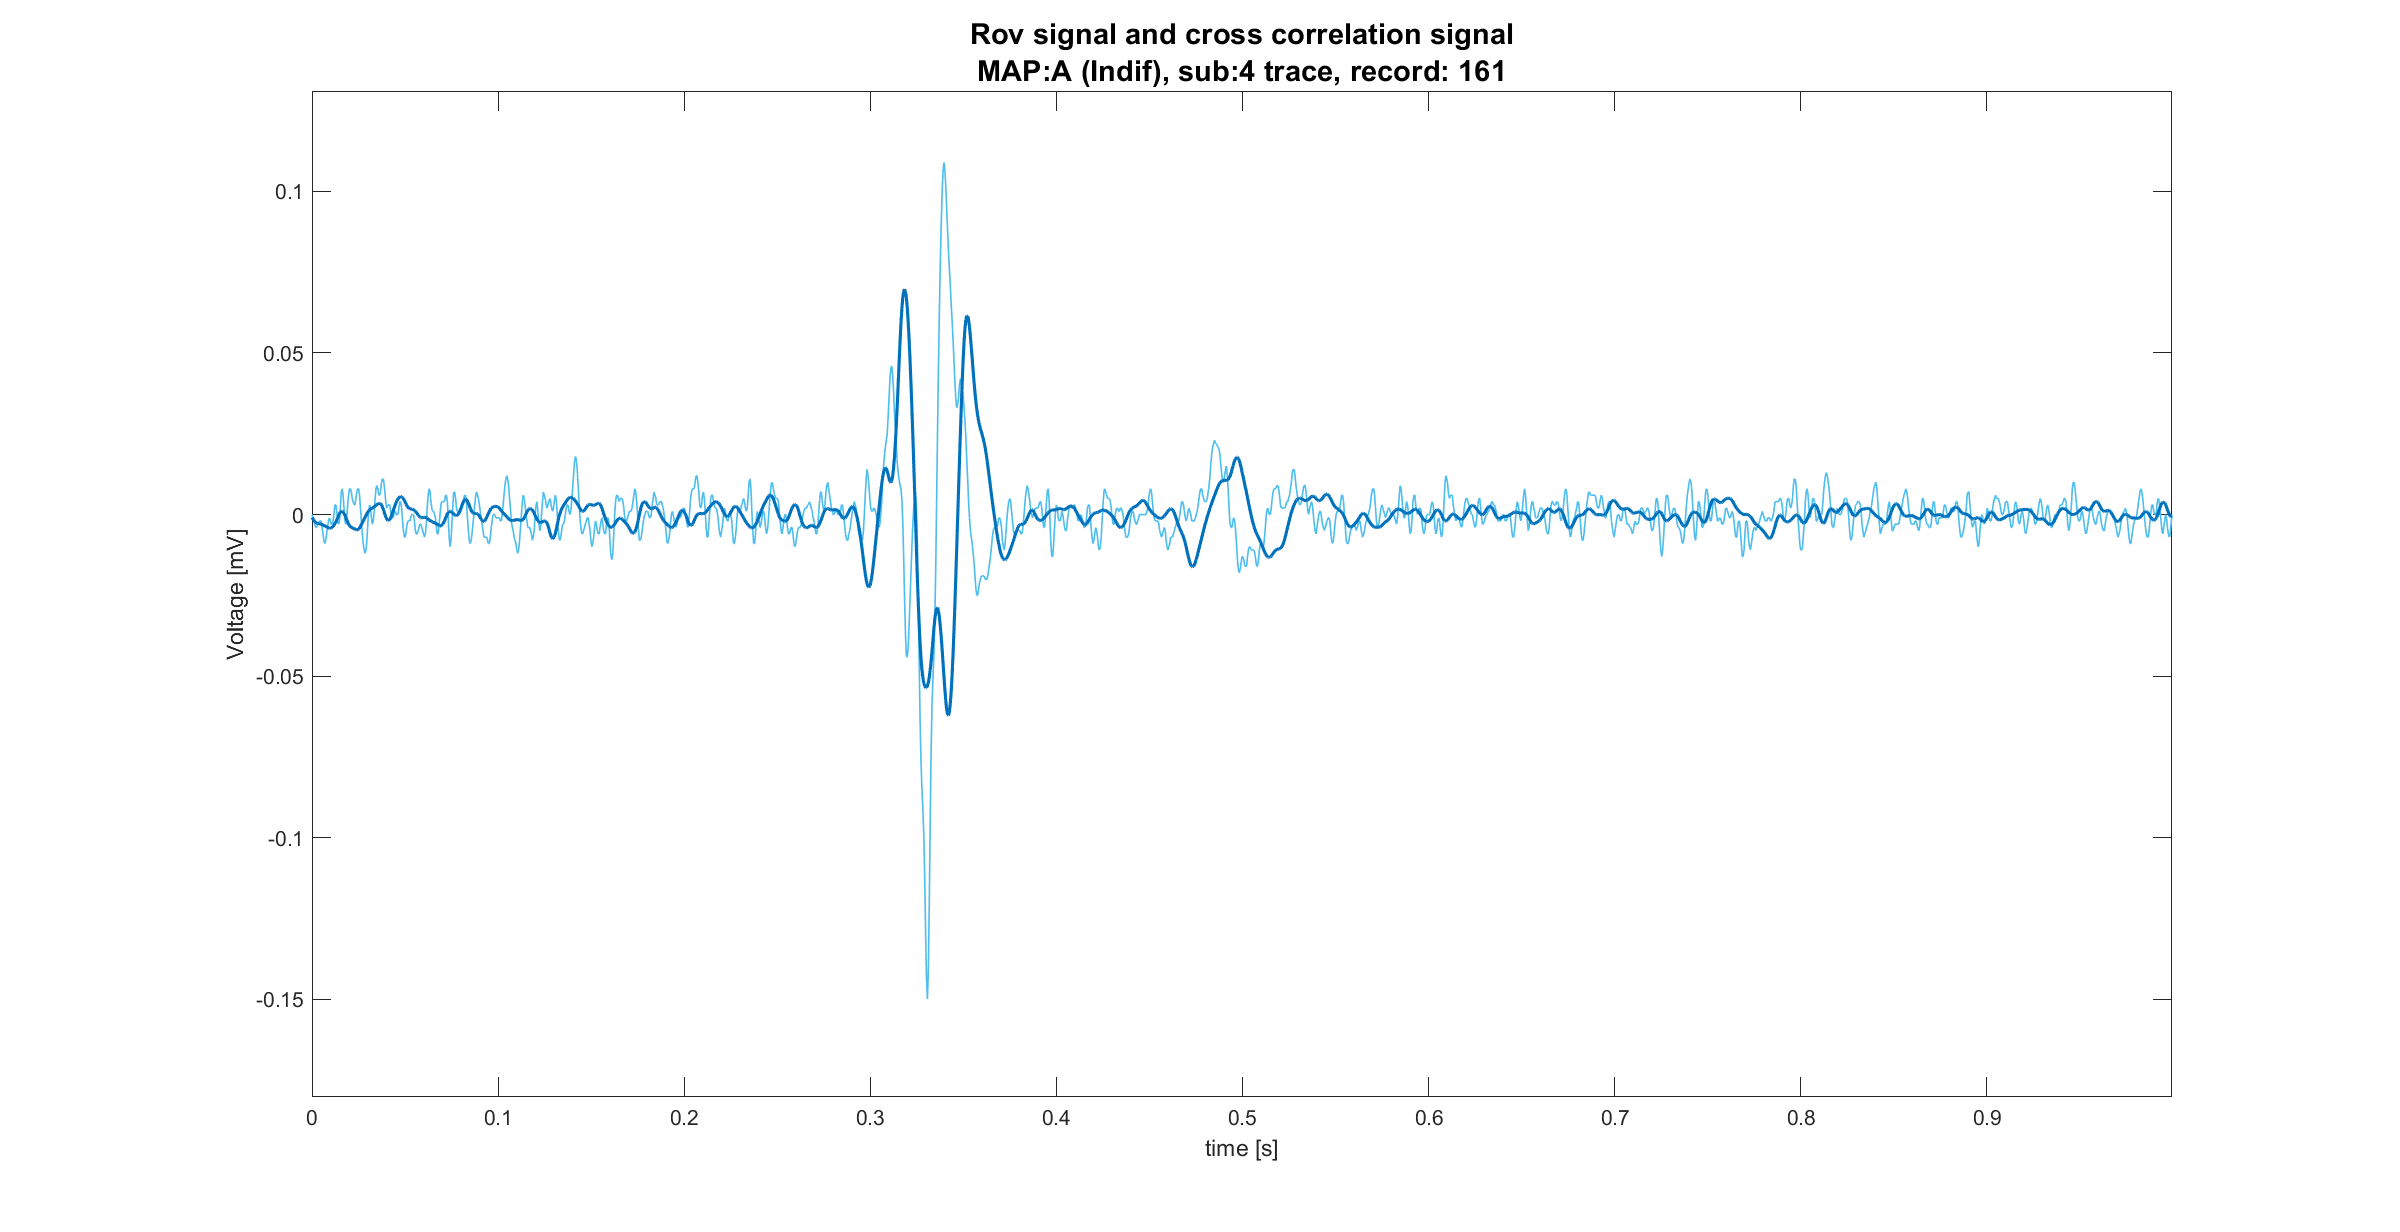 Rov signal and cross correlation signal
MAP:A (Indif), sub:4 trace, record: 161
0.1
0.05
0
-0.05
-0.1
-0.15
Voltage [mV]
0 0.1 0.2 0.3 0.4 0.5 0.6 0.7 0.8 0.9
time [s]